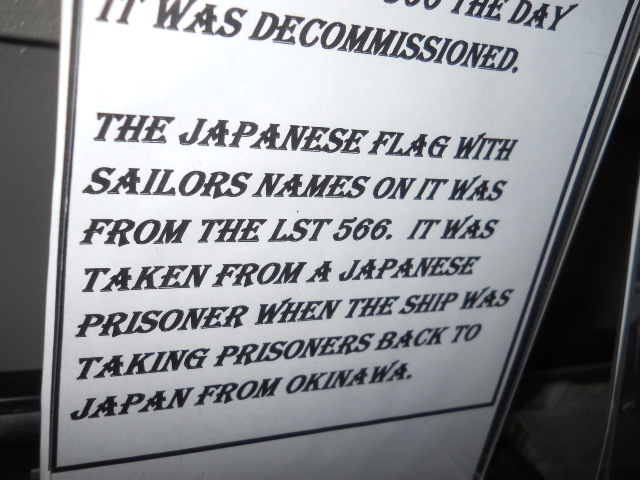 566 THE DAY
IT WAS DECOMMISSIONED.
THE JAPANESE FLAG WITH
SAILORS NAMES ON IT WAS
FROM THE LST 566. IT WAS
TAKEN FROM A JAPANESE
PRISONER WHEN THE SHIP WAS
TAKING PRISONERS BACK TO
JAPAN FROM OKINAWA.